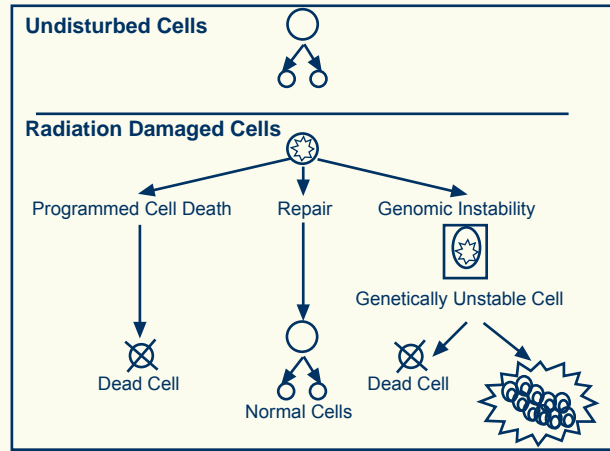 Undisturbed Cells
Radiation Damaged Cells
Programmed Cell Death
Repair
Genomic Instability
Genetically Unstable Cell
Dead Cell
Normal Cells
Dead Cell